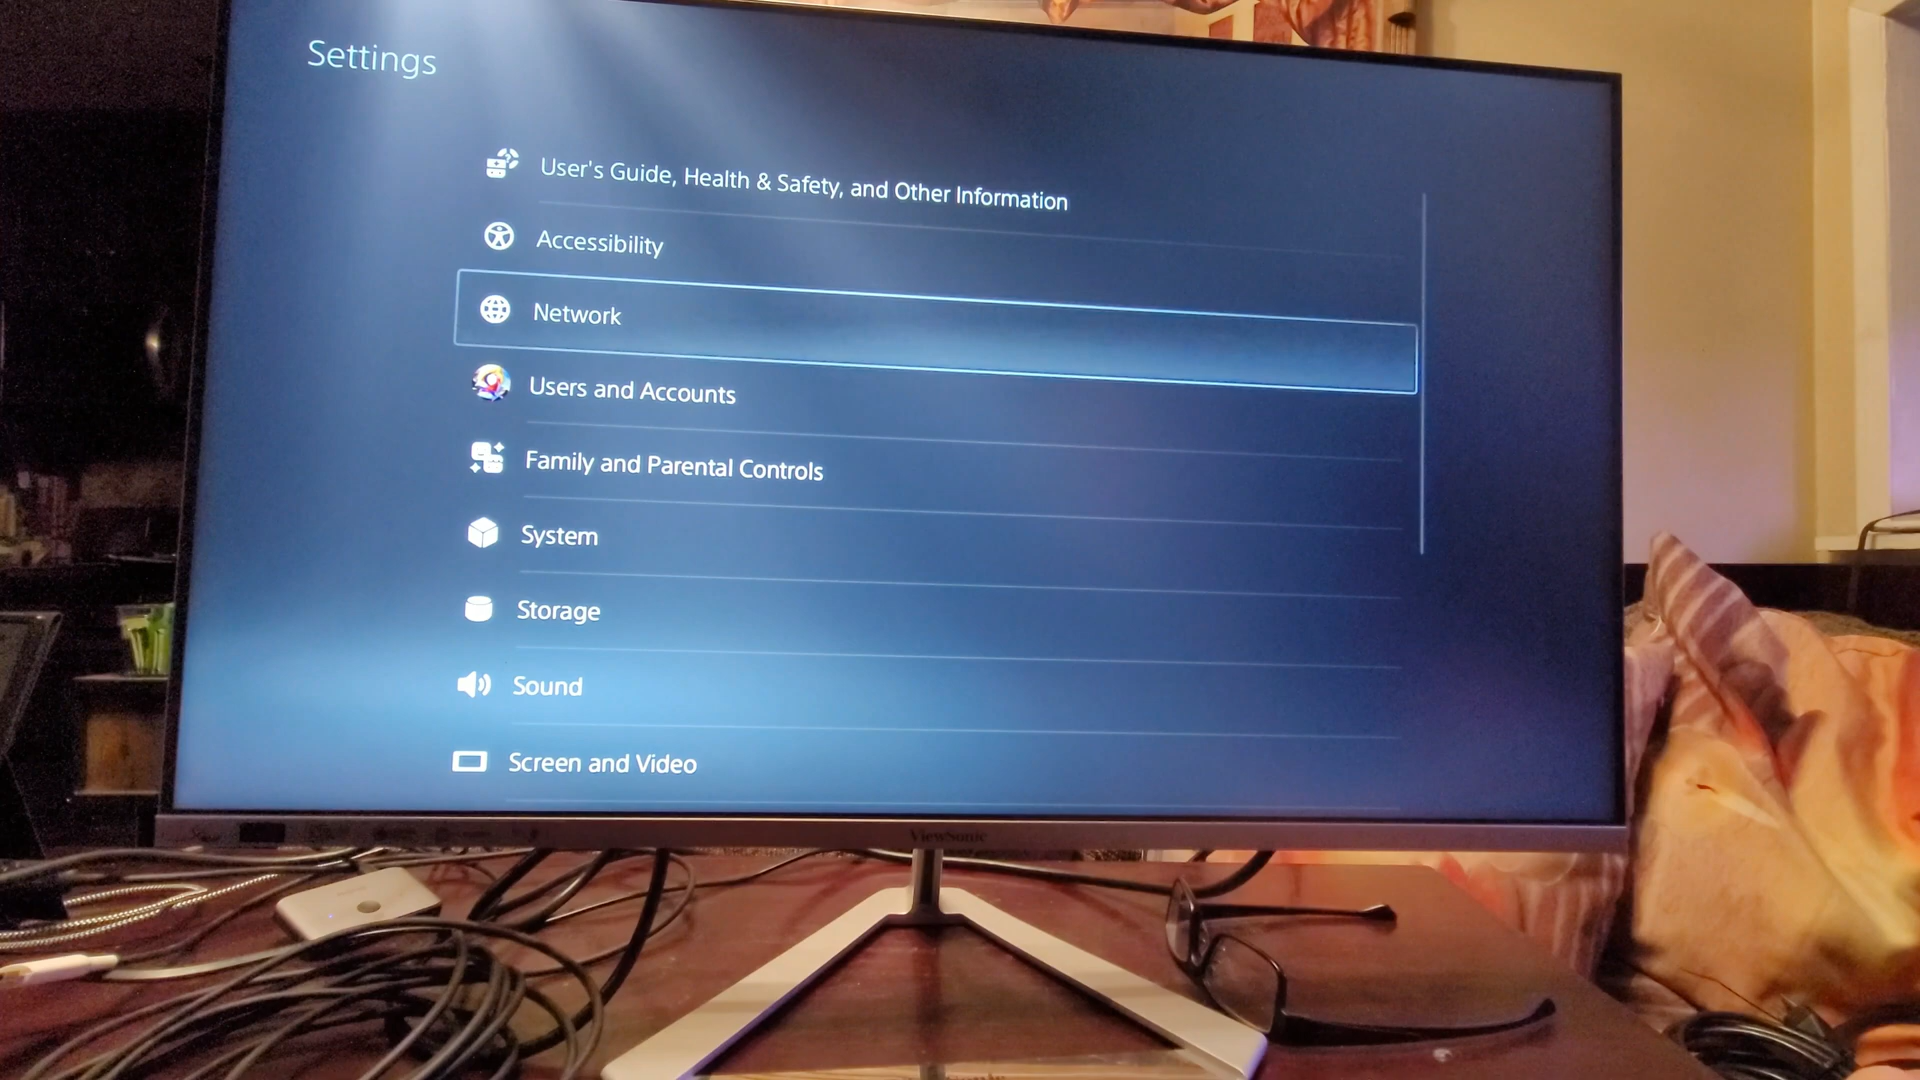 Settings
User's Guide, Health & Safety, and Other Information
Accessibility
Network
Users and Accounts
Family and Parental Controls
System
Storage
Sound
Screen and Video
ViewSonic